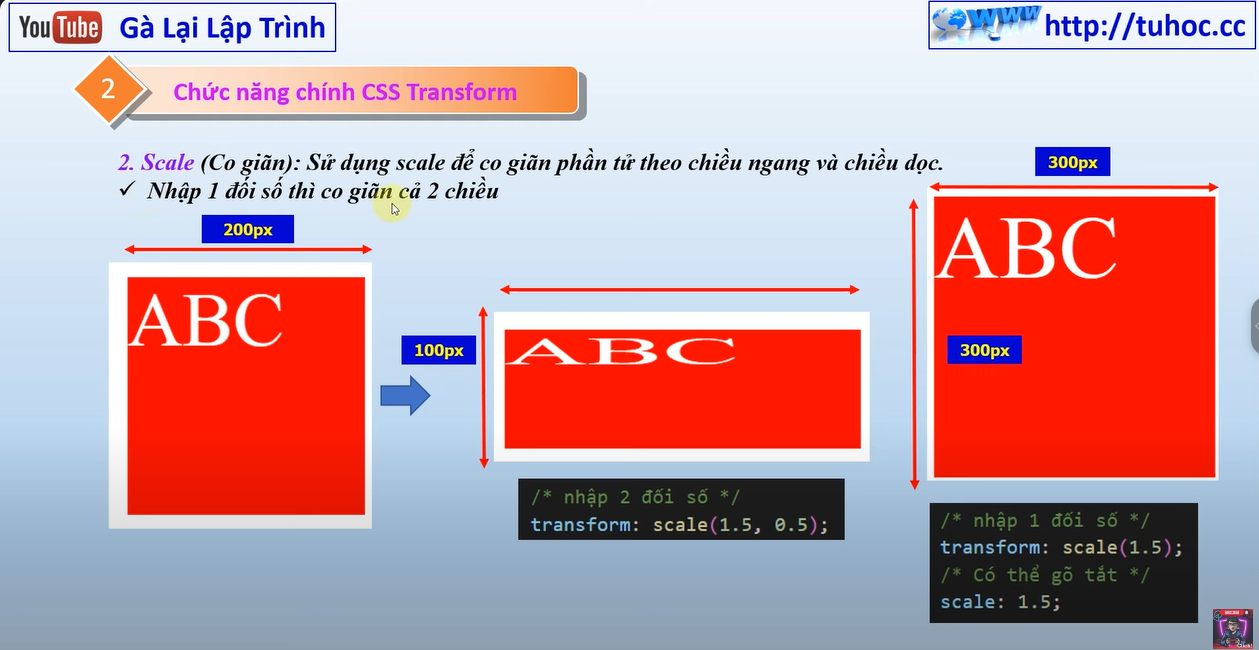 YouTube Gà Lại Lập Trình
http://tuhoc.cc
2
Chức năng chính CSS Transform
2. Scale (Co giãn): Sử dụng scale để co giãn phần tử theo chiều ngang và chiều dọc.
✓ Nhập 1 đối số thì co giãn cả 2 chiều
200px
ABC
100px
ABC
/* nhập 2 đối số */
transform: scale(1.5, 0.5);
300px
ABC
300px
/* nhập 1 đối số */
transform: scale(1.5);
/* Có thể gõ tắt */
scale: 1.5;